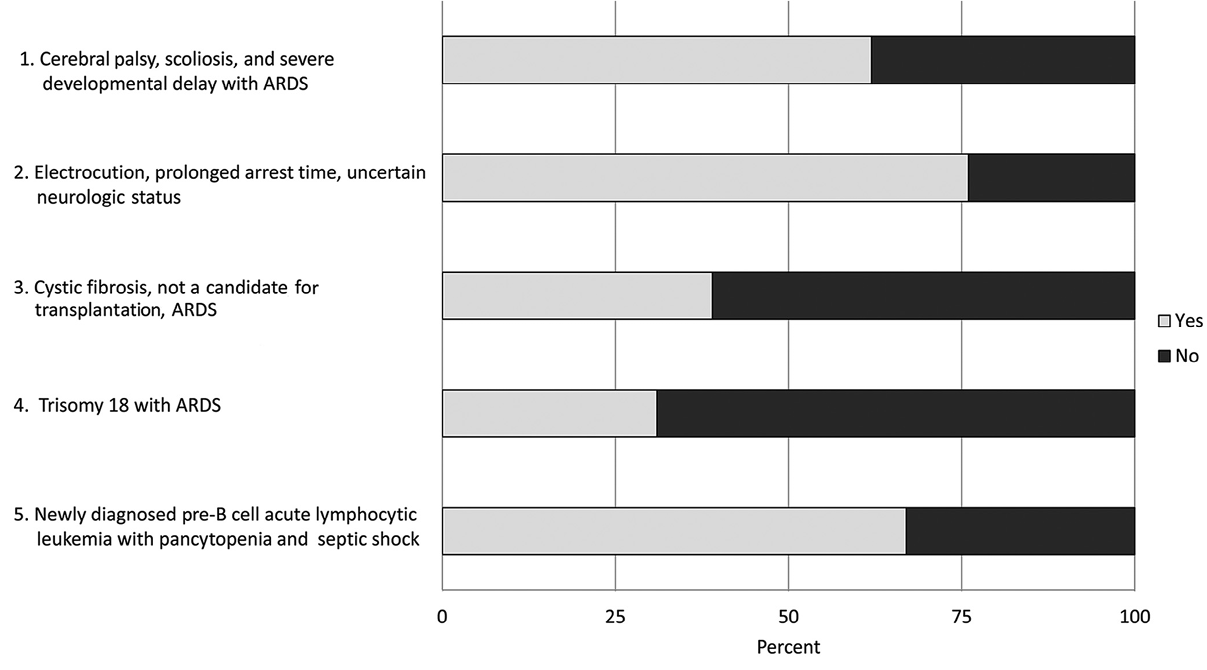 1. Cerebral palsy, scoliosis, and severe
developmental delay with ARDS
2. Electrocution, prolonged arrest time, uncertain
neurologic status
3. Cystic fibrosis, not a candidate for
transplantation, ARDS
4. Trisomy 18 with ARDS
5. Newly diagnosed pre-B cell acute lymphocytic
leukemia with pancytopenia and septic shock
Yes
No
0 25 50 75 100
Percent